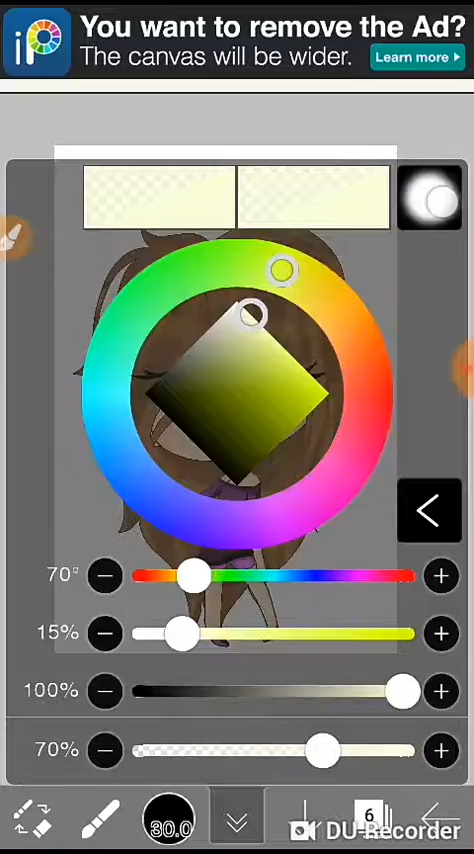 iP
You want to remove the Ad?
The canvas will be wider.
Learn more
70°
15%
100%
70%
30.0
6
DU Recorder